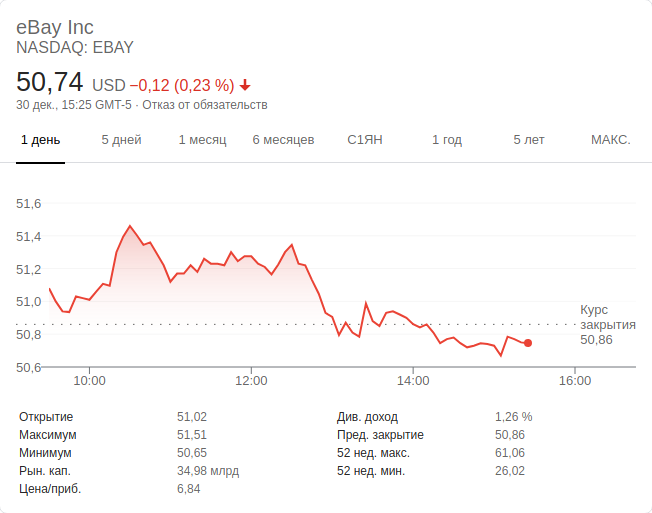 eBay Inc
NASDAQ: EBAY
50,74 USD −0,12 (0,23 %)
30 дек., 15:25 GMT-5 · Отказ от обязательств
1 день 5 дней 1 месяц 6 месяцев С1ЯН 1 год 5 лет МАКС.
51,6
51,4
51,2
51,0
50,8
50,6
Курс
закрытия
50,86
10:00 12:00 14:00 16:00
Открытие 51,02 Див. доход 1,26 %
Максимум 51,51 Пред. закрытие 50,86
Минимум 50,65 52 нед. макс. 61,06
Рын. кап. 34,98 млрд 52 нед. мин. 26,02
Цена/приб. 6,84